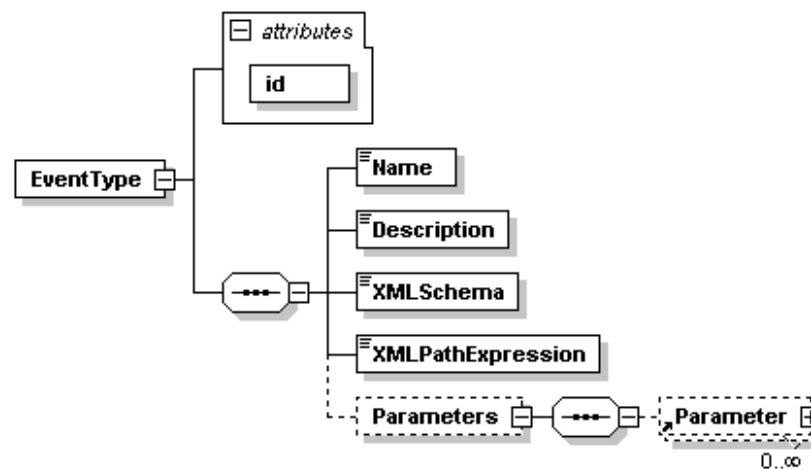 attributes
id
EventType
Name
Description
XMLSchema
XMLPathExpression
Parameters
Parameter
0..∞